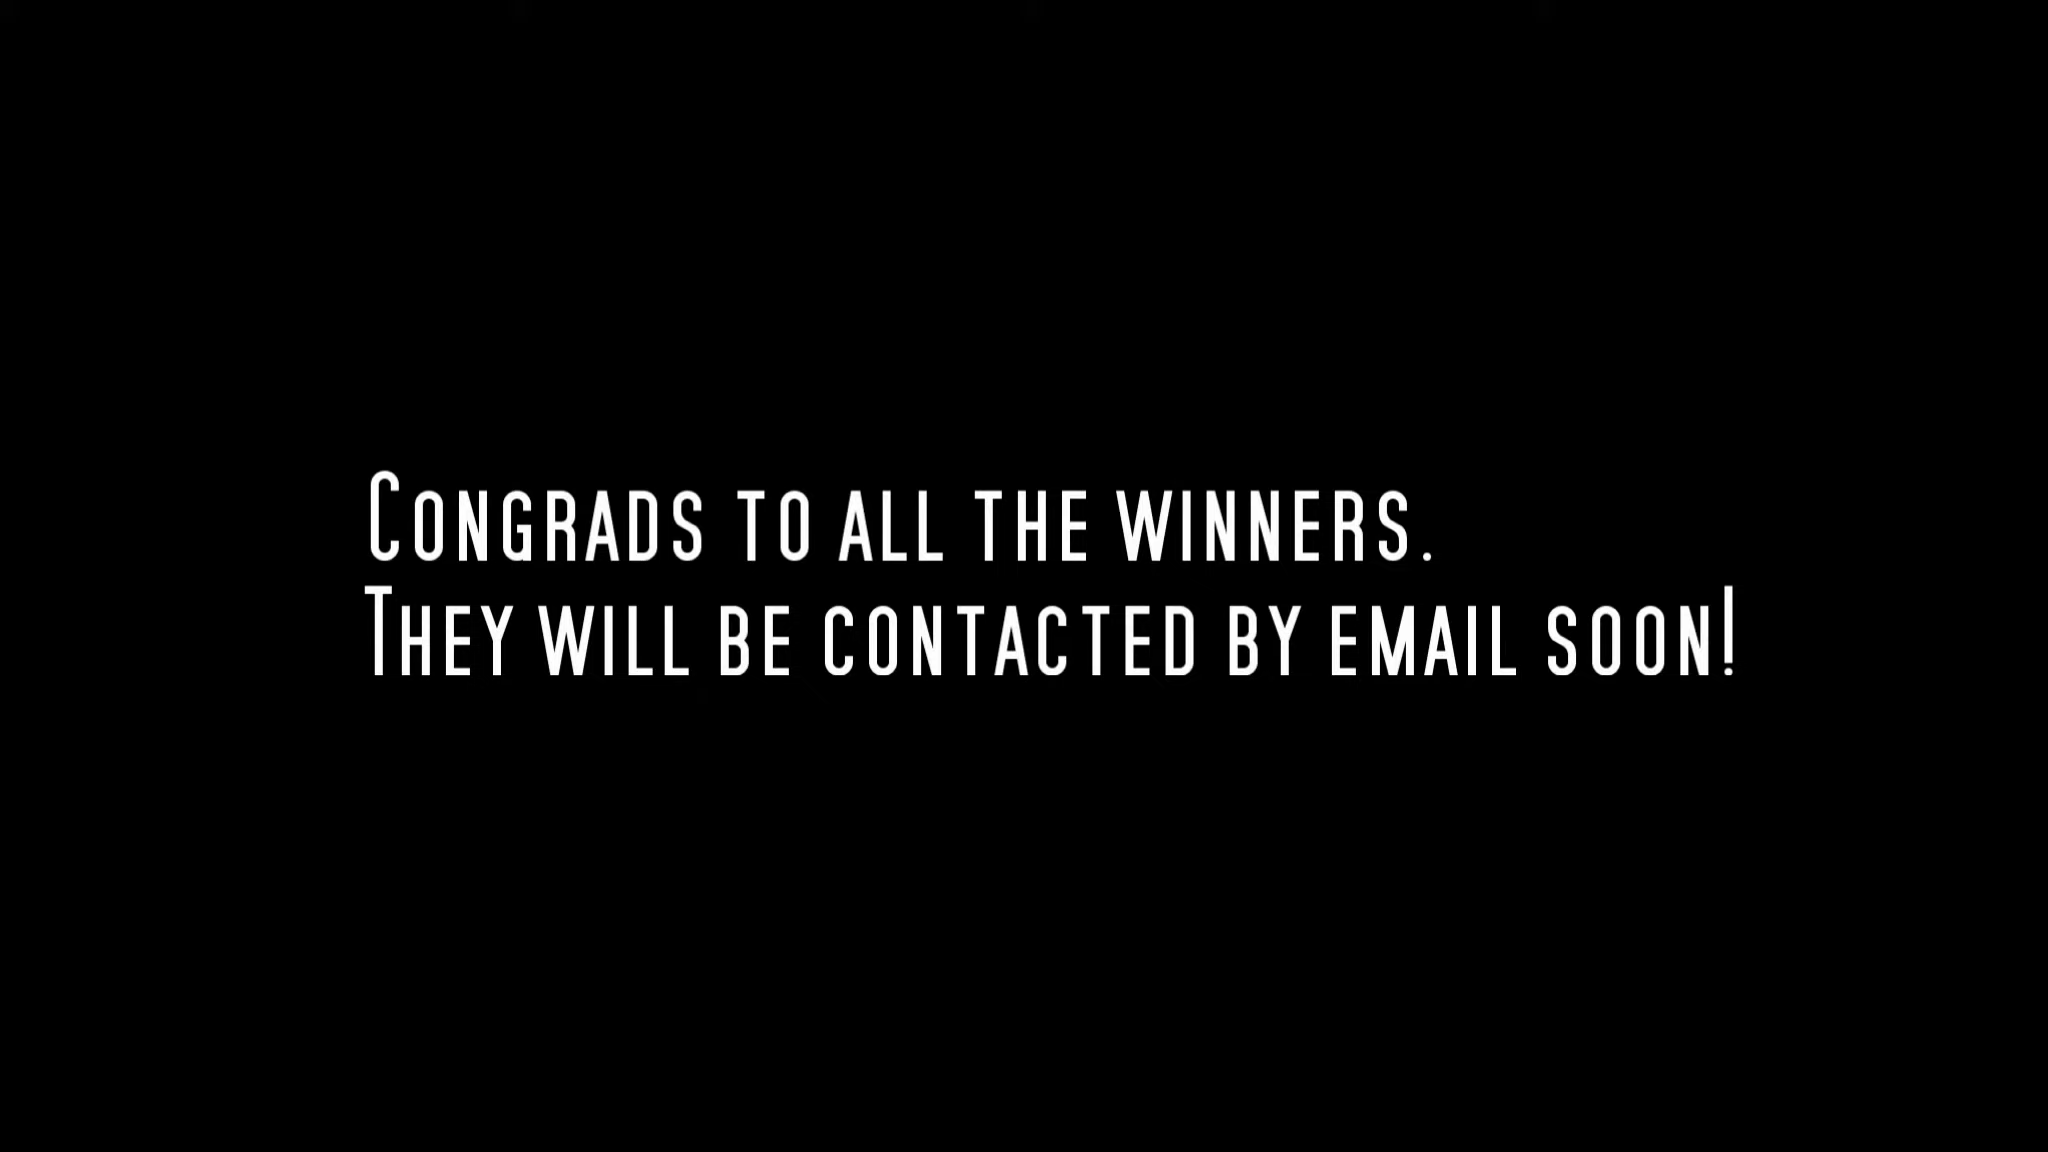 Congrads to all the winners.
They will be contacted by email soon!